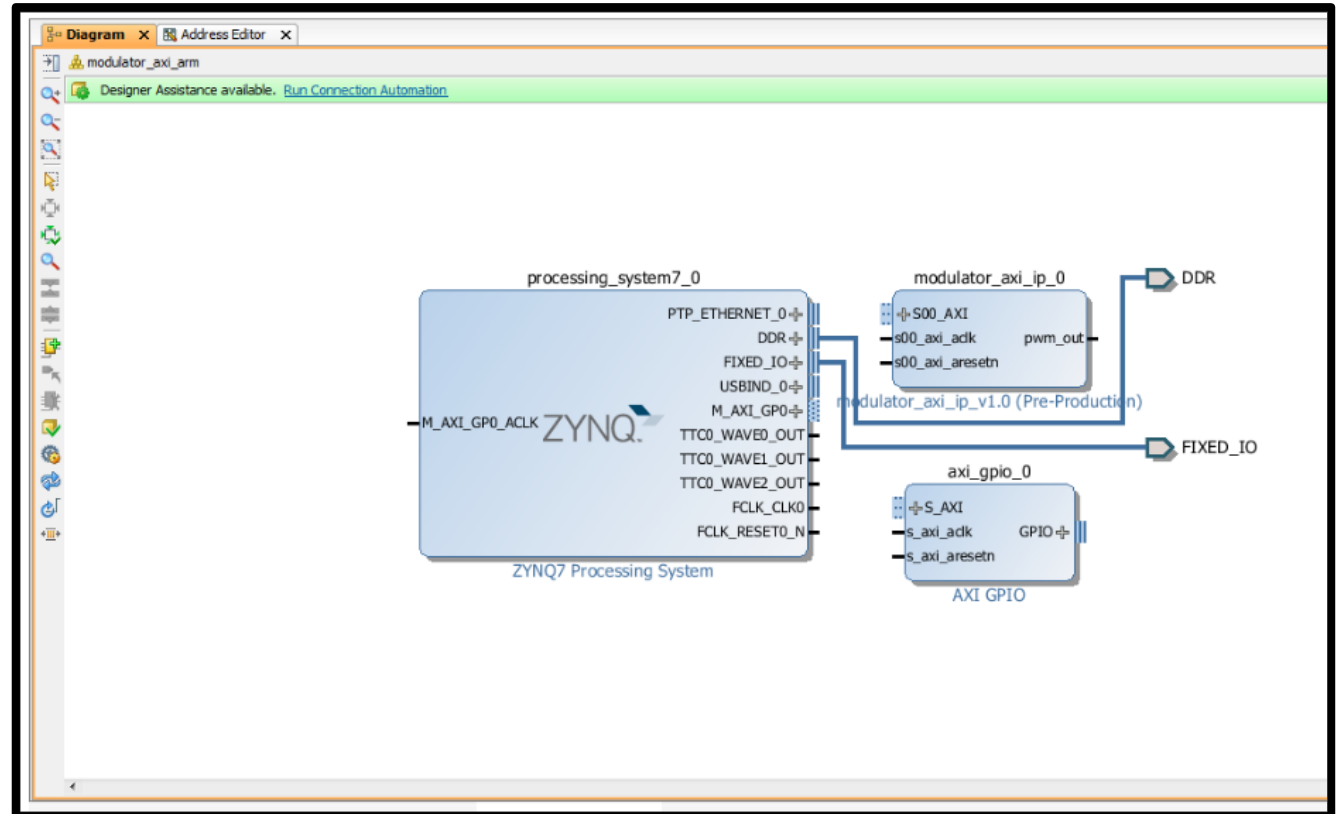 Diagram X Address Editor X
modulator_axi_arm
Designer Assistance available. Run Connection Automation
processing_system7_0
PTP_ETHERNET_0
DDR
FIXED_IO
USBIND_0
M_AXI_GP0
M_AXI_GP0_ACLK
ZYNQ
TTC0_WAVE0_OUT
TTC0_WAVE1_OUT
TTC0_WAVE2_OUT
FCLK_CLK0
FCLK_RESET0_N
ZYNQ7 Processing System
modulator_axi_ip_0
S00_AXI
s00_axi_aclk pwm_out
s00_axi_aresetn
modulator_axi_ip_v1.0 (Pre-Production)
DDR
FIXED_IO
axi_gpio_0
S_AXI
s_axi_aclk GPIO
s_axi_aresetn
AXI GPIO